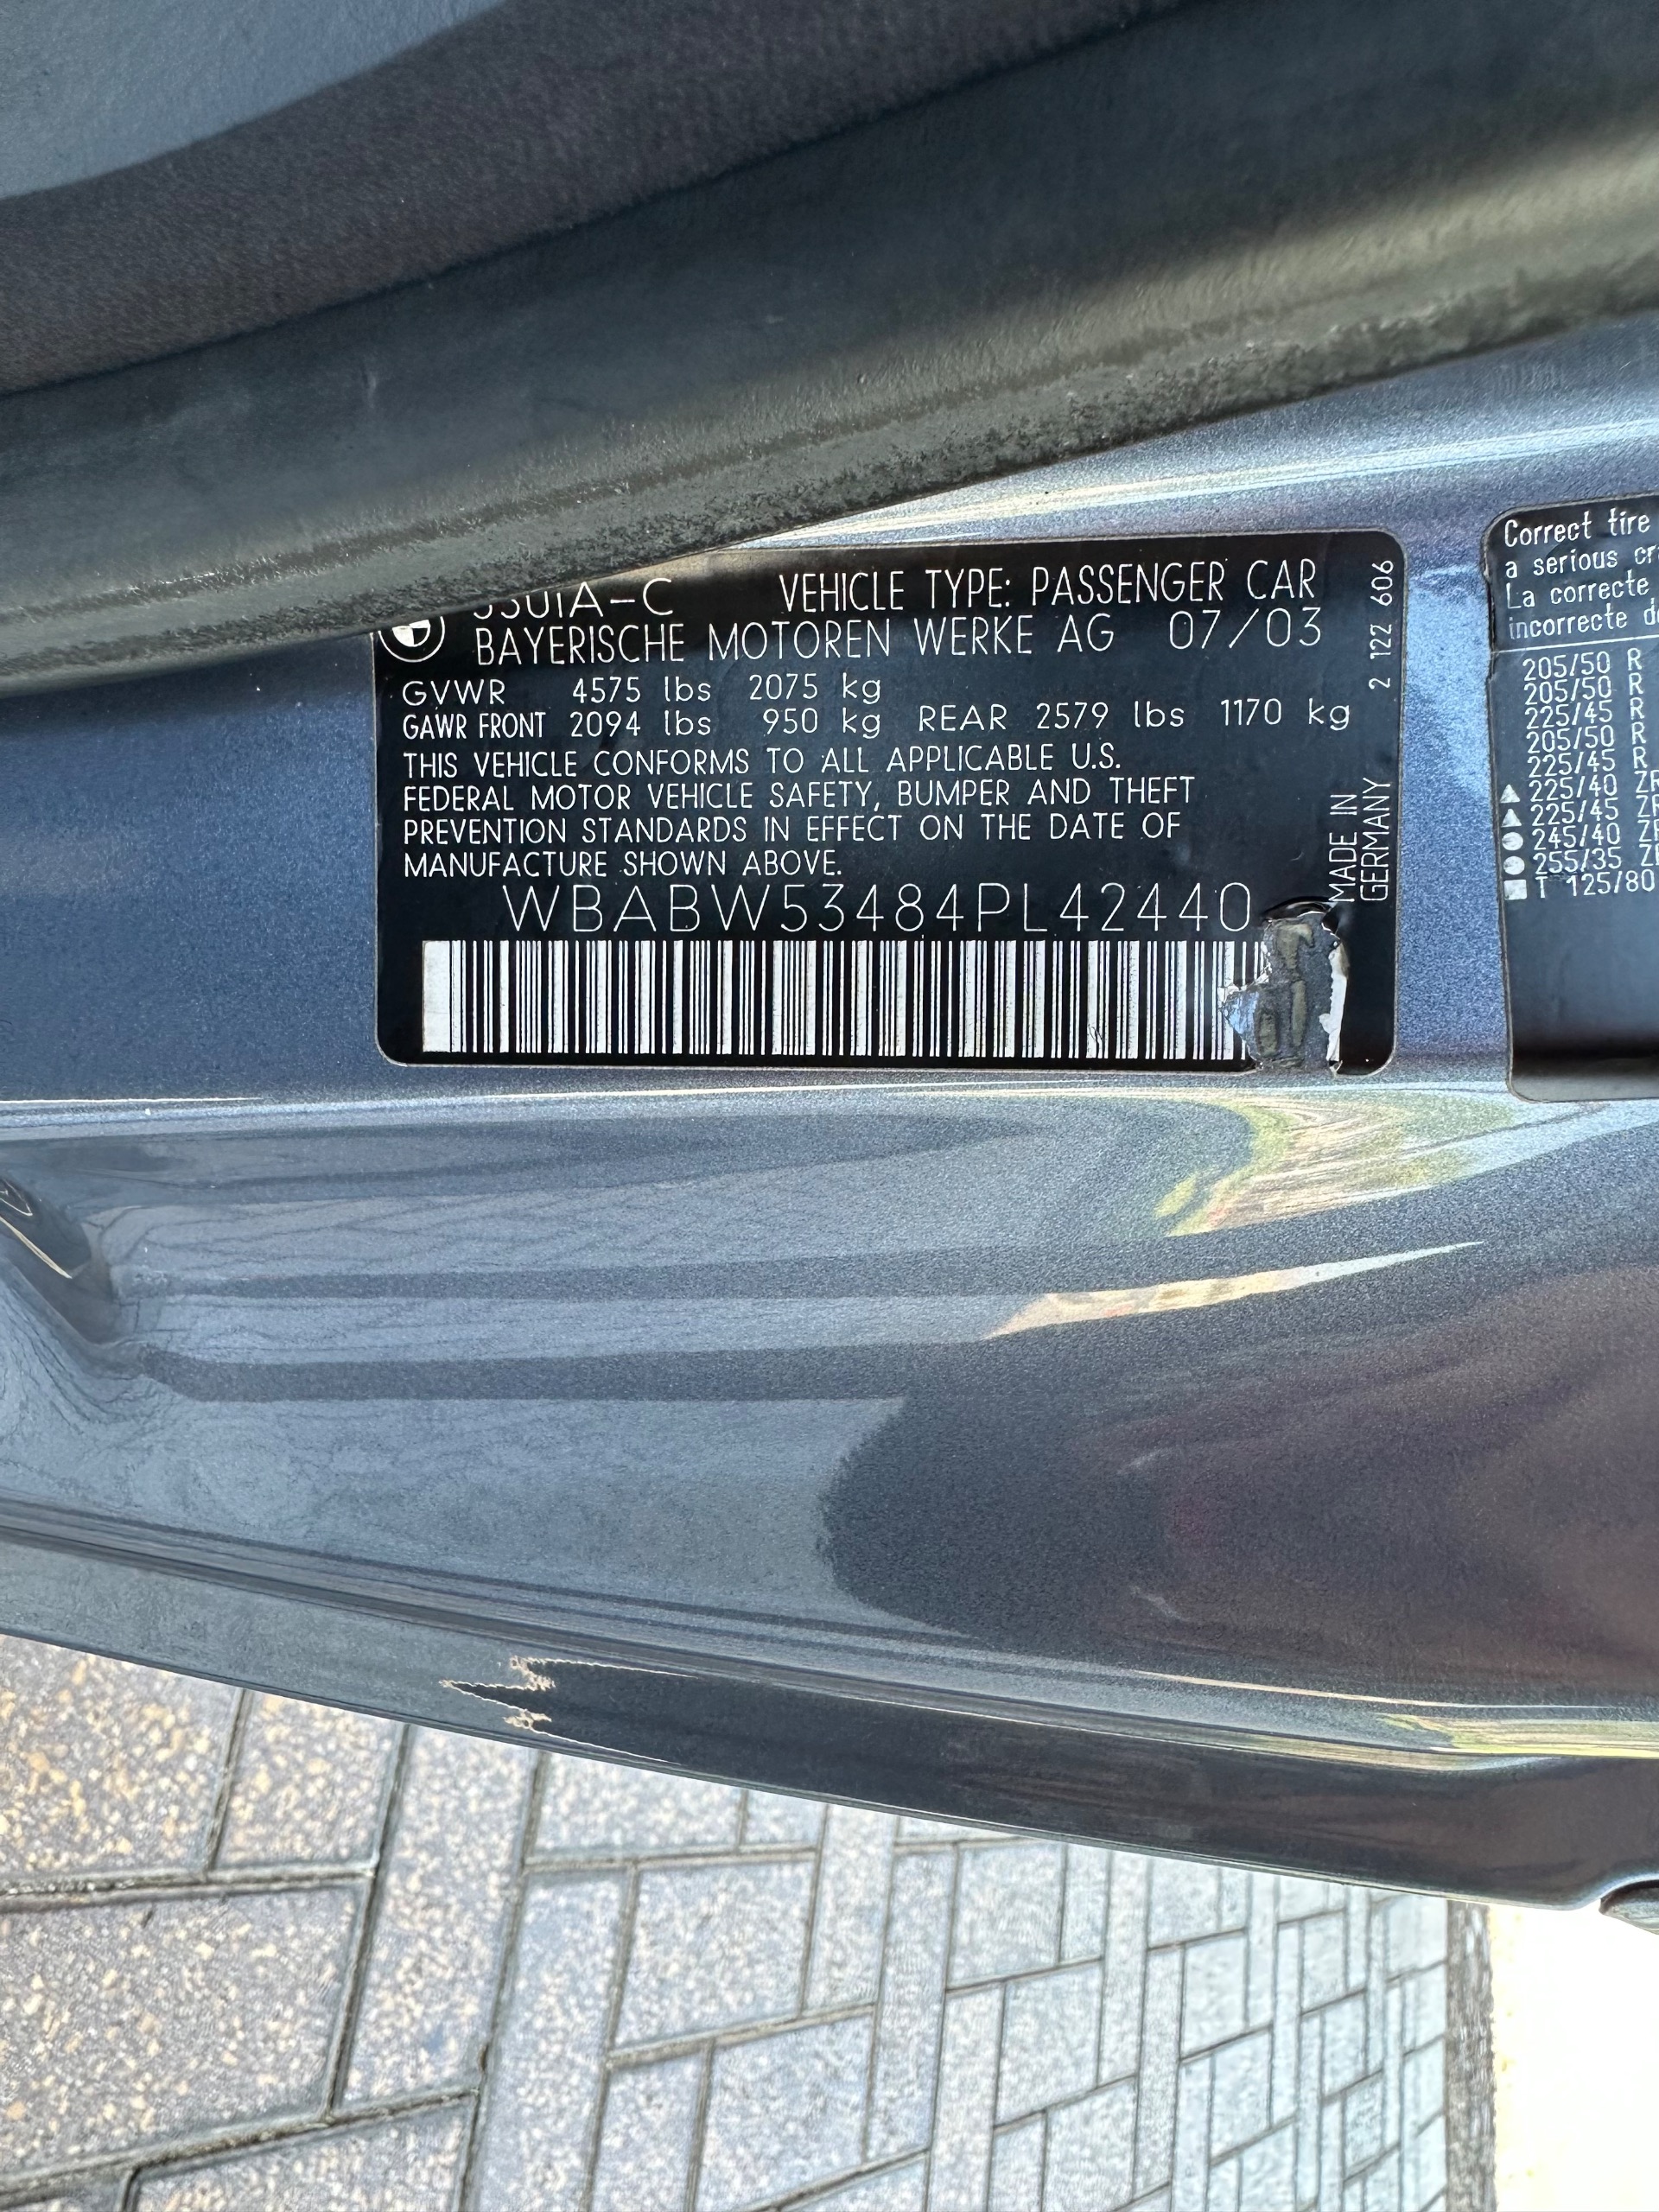 VEHICLE TYPE: PASSENGER CAR
BAYERISCHE MOTOREN WERKE AG 07/03
GVWR 4575 lbs 2075 kg
GAWR FRONT 2094 lbs 950 kg REAR 2579 lbs 1170 kg
THIS VEHICLE CONFORMS TO ALL APPLICABLE U.S.
FEDERAL MOTOR VEHICLE SAFETY, BUMPER AND THEFT
PREVENTION STANDARDS IN EFFECT ON THE DATE OF
MANUFACTURE SHOWN ABOVE.
WBABW53484PL42440
2 122 606
MADE IN
GERMANY
Correct tire
a serious
La correcte
incorrecte
205/50 R
205/50 R
225/45 R
205/50 R
225/45 R
225/40 ZR
225/45 ZR
245/40 ZR
255/35
T 125/80